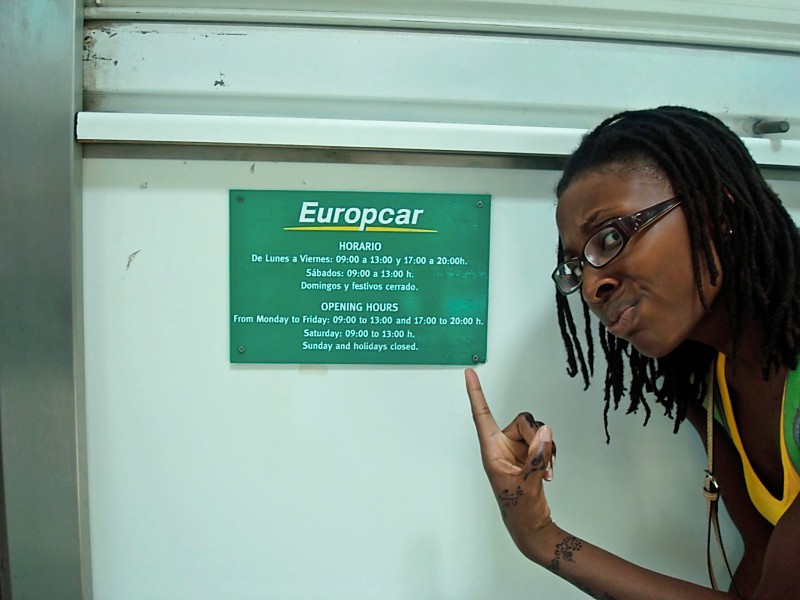 Europcar
HORARIO
De Lunes a Viernes: 09:00 a 13:00 y 17:00 a 20:00h.
Sábados: 09:00 a 13:00 h.
Domingos y festivos cerrado.
OPENING HOURS
From Monday to Friday: 09:00 to 13:00 and 17:00 to 20:00 h.
Saturday: 09:00 to 13:00 h.
Sunday and holidays closed.